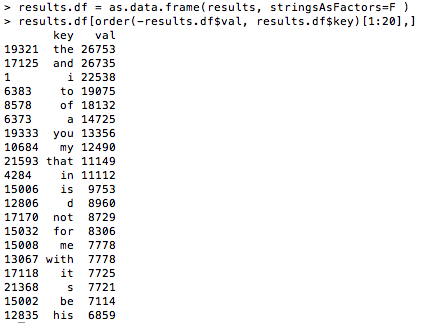 > results.df = as.data.frame(results, stringsAsFactors=F )
> results.df[order(-results.df$val, results.df$key)[1:20],]
key val
19321 the 26753
17125 and 26735
1 i 22538
6383 to 19075
8578 of 18132
6373 a 14725
19333 you 13356
10684 my 12490
21593 that 11149
4284 in 11112
15006 is 9753
12806 d 8960
17170 not 8729
15032 for 8306
15008 me 7778
13067 with 7778
17118 it 7725
21368 s 7721
15002 be 7114
12835 his 6859